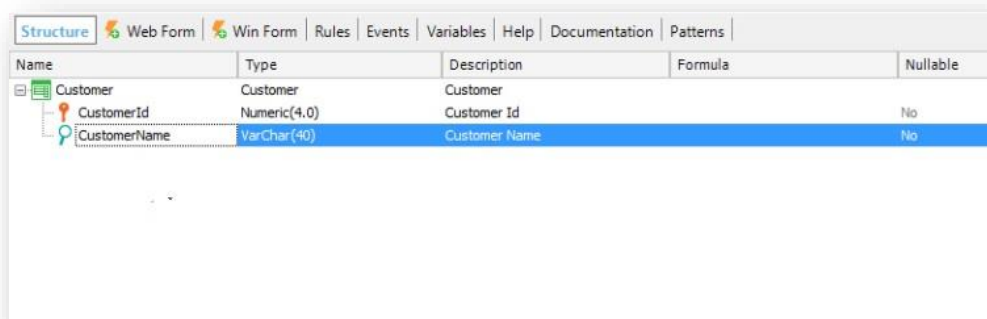 Structure Web Form Win Form Rules Events Variables Help Documentation Patterns
Name Type Description Formula Nullable
Customer Customer Customer
CustomerId Numeric(4.0) Customer Id No
CustomerName VarChar(40) Customer Name No